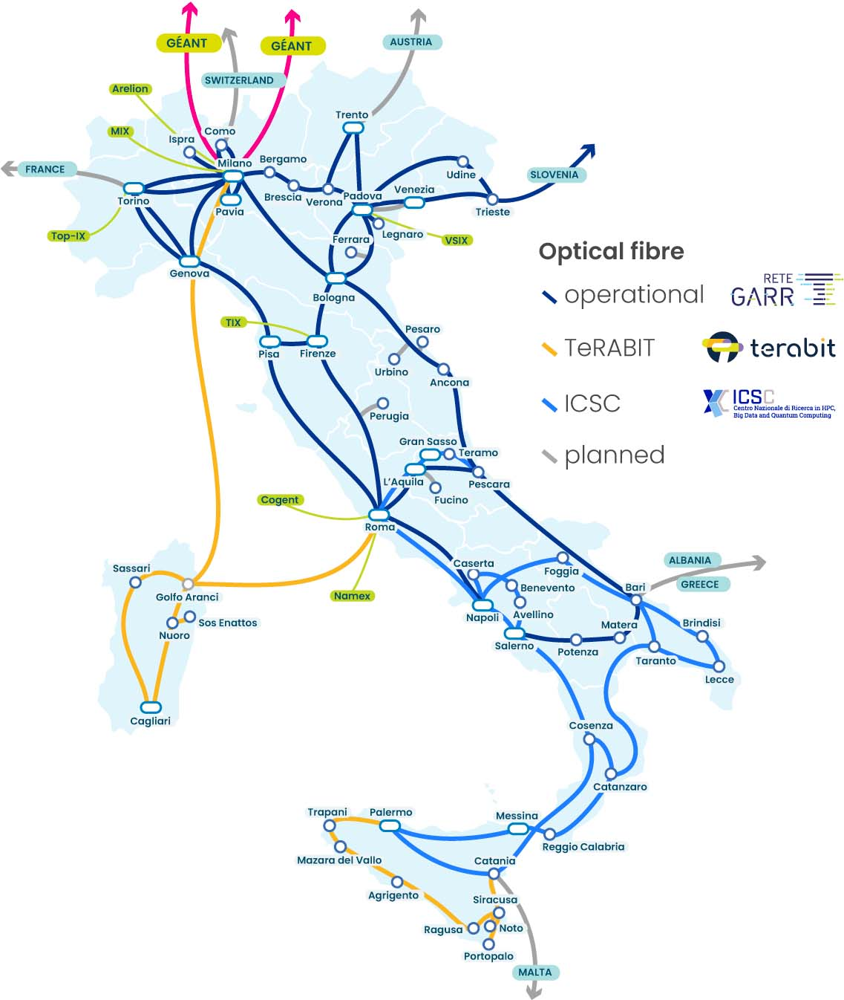 GÉANT
GÉANT
AUSTRIA
SWITZERLAND
Arelion
Trento
MIX
Como
Ispra
Milano
Bergamo
FRANCE
Udine
SLOVENIA
Torino
Brescia
Verona
Padova
Venezia
Trieste
Pavia
Top-IX
Legnaro
VSIX
Ferrara
Genova
Bologna
Optical fibre
operational
RETE
GARR
TeRABIT
terabit
ICSC
ICSC
Centro Nazionale di Ricerca in HPC,
Big Data and Quantum Computing
planned
TIX
Pesaro
Pisa
Firenze
Urbino
Ancona
Perugia
Gran Sasso
Teramo
L'Aquila
Pescara
Fucino
Cogent
Roma
Sassari
Caserta
Foggia
ALBANIA
GREECE
Golfo Aranci
Namex
Benevento
Bari
Sos Enattos
Nuoro
Napoli
Avellino
Matera
Brindisi
Salerno
Potenza
Taranto
Lecce
Cagliari
Cosenza
Catanzaro
Trapani
Palermo
Messina
Reggio Calabria
Mazara del Vallo
Catania
Agrigento
Siracusa
Ragusa
Noto
Portopalo
MALTA